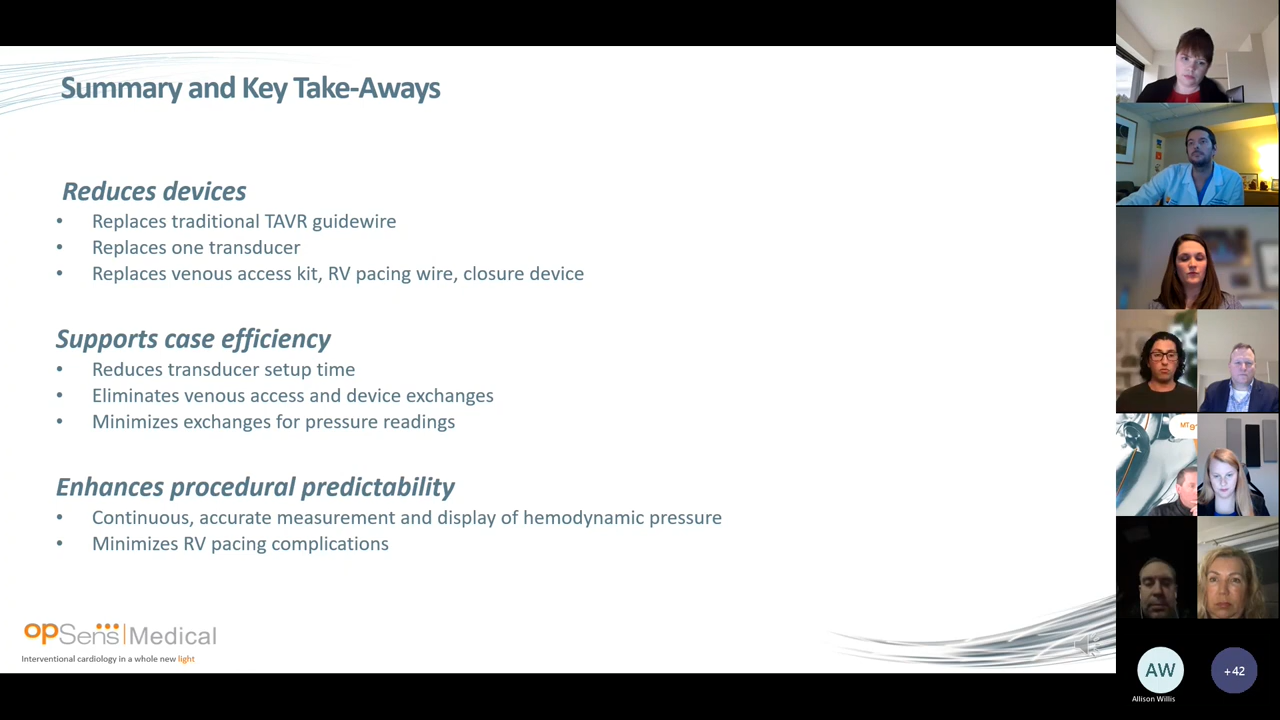 Summary and Key Take-Aways
Reduces devices
• Replaces traditional TAVR guidewire
• Replaces one transducer
• Replaces venous access kit, RV pacing wire, closure device
Supports case efficiency
• Reduces transducer setup time
• Eliminates venous access and device exchanges
• Minimizes exchanges for pressure readings
Enhances procedural predictability
• Continuous, accurate measurement and display of hemodynamic pressure
• Minimizes RV pacing complications
opSens|Medical
Interventional cardiology in a whole new light
AW
Allison Willis
+42